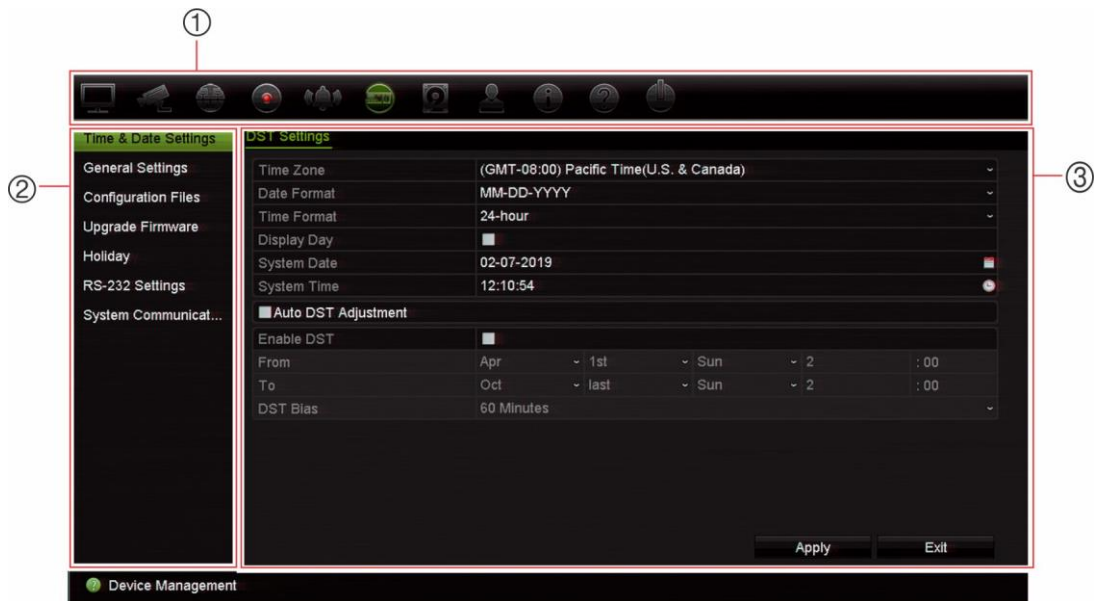 ①
②
③
Time & Date Settings
General Settings
Configuration Files
Upgrade Firmware
Holiday
RS-232 Settings
System Communicat...
DST Settings
Time Zone (GMT-08:00) Pacific Time(U.S. & Canada)
Date Format MM-DD-YYYY
Time Format 24-hour
Display Day
System Date 02-07-2019
System Time 12:10:54
Auto DST Adjustment
Enable DST
From Apr 1st Sun 2 : 00
To Oct last Sun 2 : 00
DST Bias 60 Minutes
Apply Exit
? Device Management